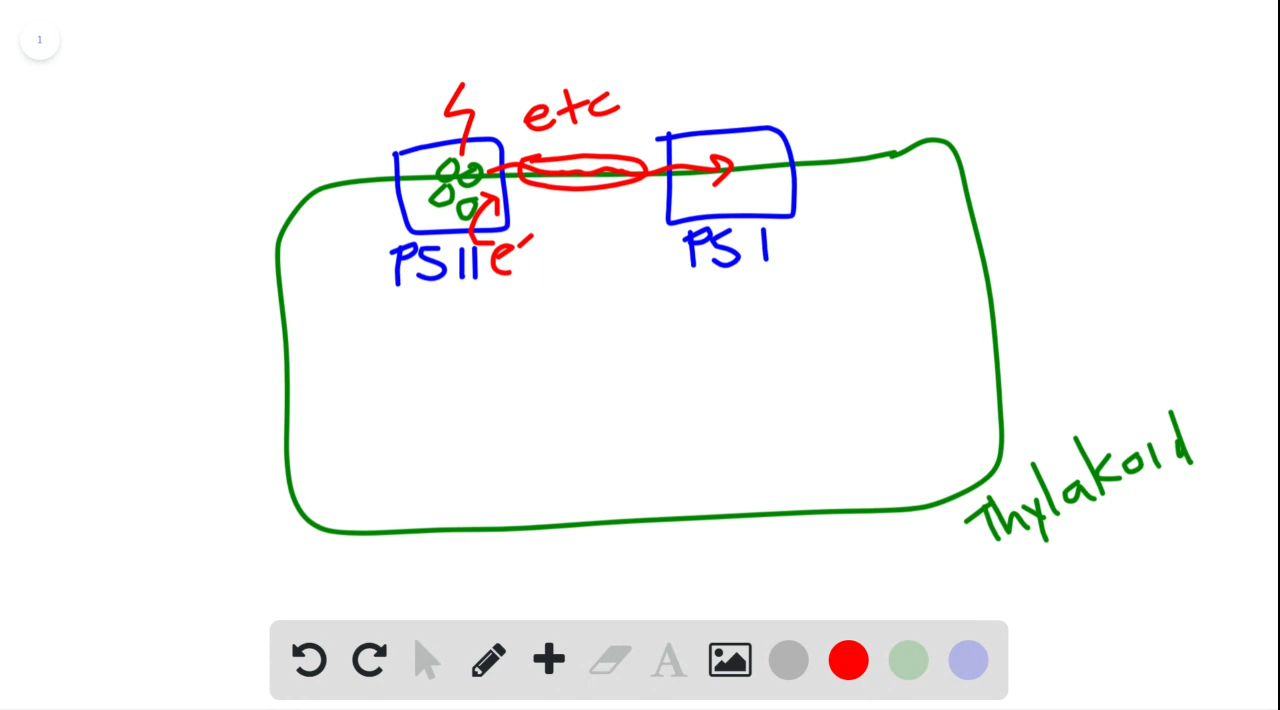 1
etc
PS II e-
PS I
Thylakoid
A